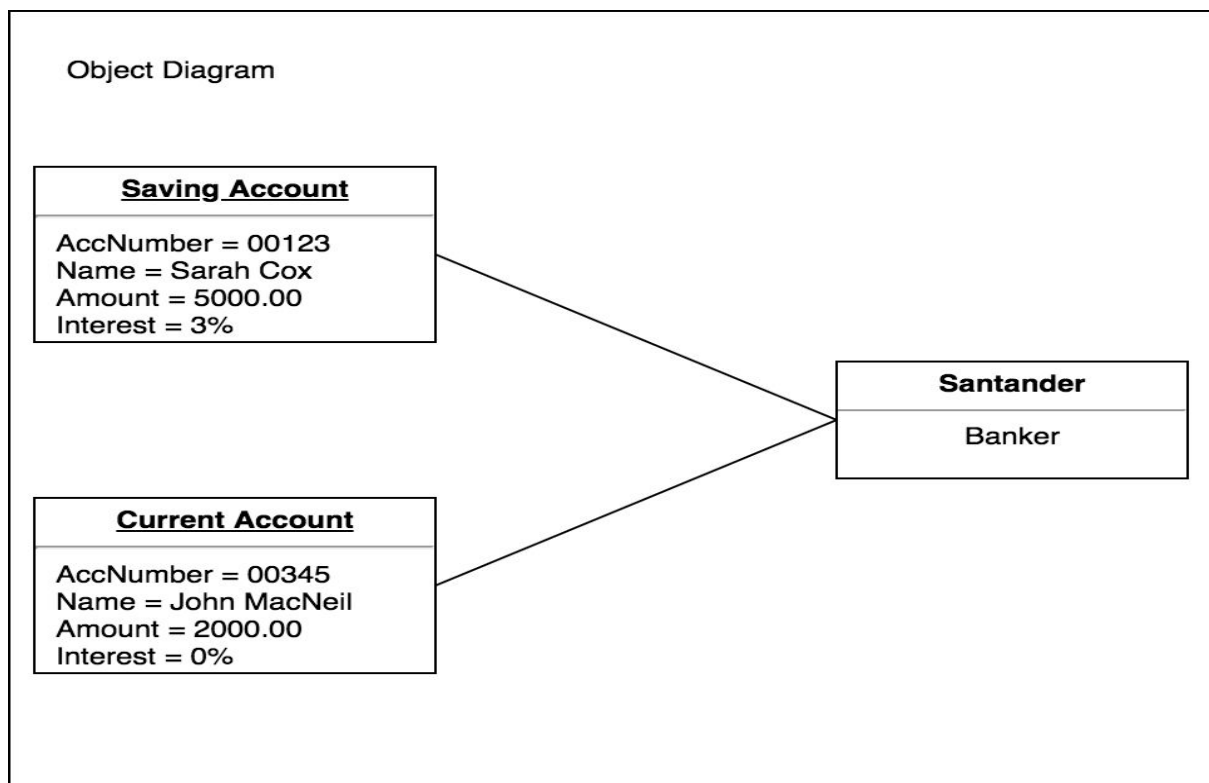 Object Diagram
Saving Account
AccNumber = 00123
Name = Sarah Cox
Amount = 5000.00
Interest = 3%
Santander
Banker
Current Account
AccNumber = 00345
Name = John MacNeil
Amount = 2000.00
Interest = 0%